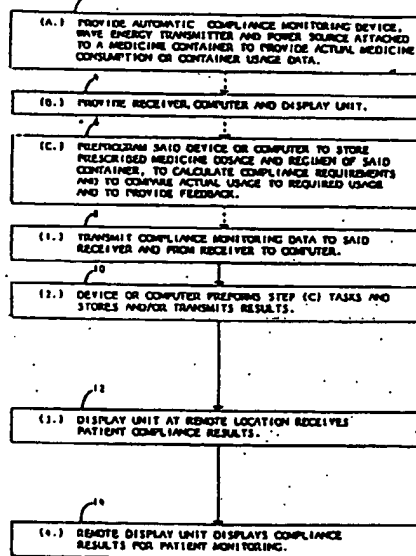 (A.) PROVIDE AUTOMATIC COMPLIANCE MONITORING DEVICE,
WAVE ENERGY TRANSMITTER AND POWER SOURCE ATTACHED
TO A MEDICINE CONTAINER TO PROVIDE ACTUAL MEDICINE
CONSUMPTION OR CONTAINER USAGE DATA.
(B.) PROVIDE RECEIVER, COMPUTER AND DISPLAY UNIT.
(C.) PREPROGRAM SAID DEVICE OR COMPUTER TO STORE
PRESCRIBED MEDICINE DOSAGE AND REGIMEN OF SAID
CONTAINER, TO CALCULATE COMPLIANCE REQUIREMENTS
AND TO COMPARE ACTUAL USAGE TO REQUIRED USAGE
AND TO PROVIDE FEEDBACK.
8
(1.) TRANSMIT COMPLIANCE MONITORING DATA TO SAID
RECEIVER AND FROM RECEIVER TO COMPUTER.
10
(2.) DEVICE OR COMPUTER PREFORMS STEP (C) TASKS AND
STORES AND/OR TRANSMITS RESULTS.
12
(3.) DISPLAY UNIT AT REMOTE LOCATION RECEIVES
PATIENT COMPLIANCE RESULTS.
14
(4.) REMOTE DISPLAY UNIT DISPLAYS COMPLIANCE
RESULTS FOR PATIENT MONITORING.